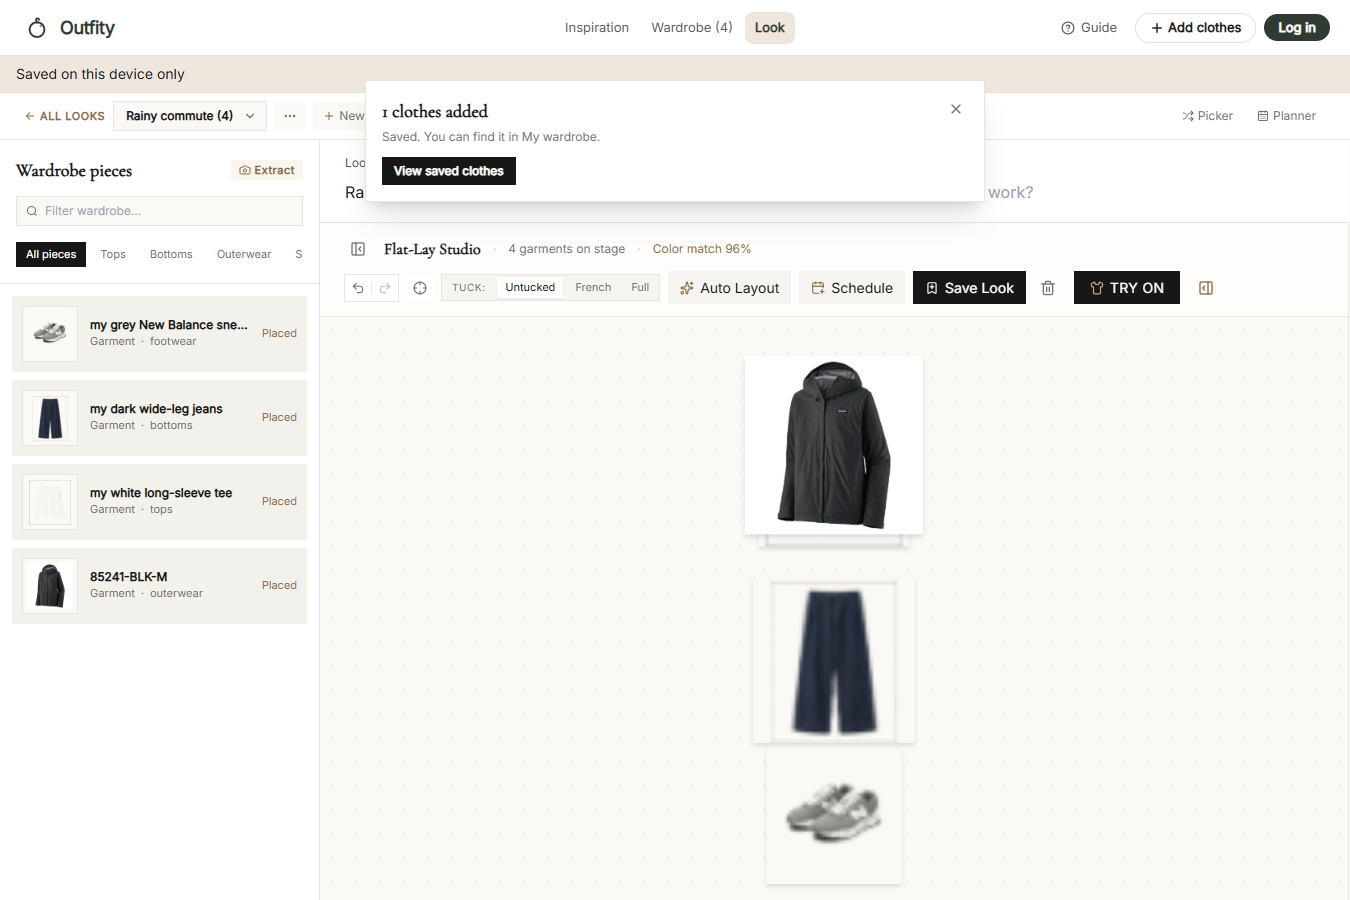 Outfity
Inspiration
Wardrobe (4)
Look
Guide
+ Add clothes
Log in
Saved on this device only
← ALL LOOKS
Rainy commute (4)
...
+ New
1 clothes added
Saved. You can find it in My wardrobe.
View saved clothes
Picker
Planner
Wardrobe pieces
Extract
Filter wardrobe...
All pieces
Tops
Bottoms
Outerwear
S
my grey New Balance sne...
Garment · footwear
Placed
my dark wide-leg jeans
Garment · bottoms
Placed
my white long-sleeve tee
Garment · tops
Placed
85241-BLK-M
Garment · outerwear
Placed
Loo
Ra
work?
Flat-Lay Studio · 4 garments on stage · Color match 96%
TUCK:
Untucked
French
Full
Auto Layout
Schedule
Save Look
TRY ON